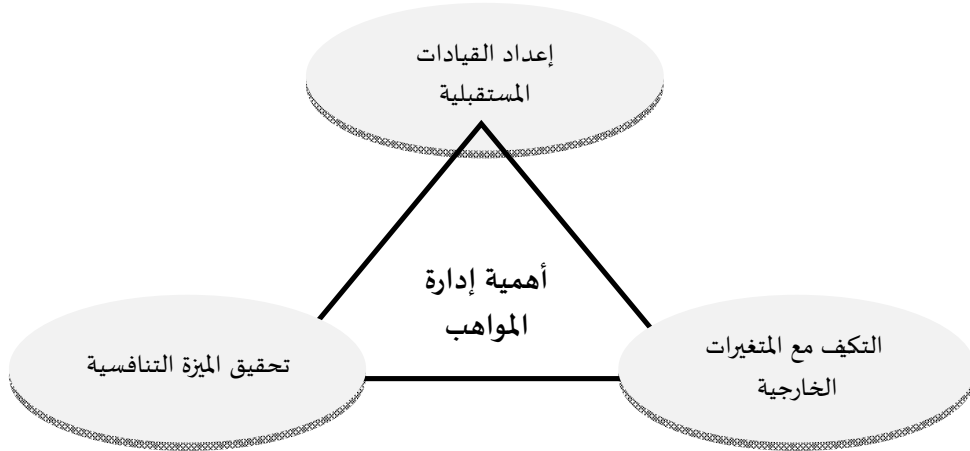 إعداد القيادات
المستقبلية
أهمية إدارة
المواهب
التكيف مع المتغيرات
الخارجية
تحقيق الميزة التنافسية